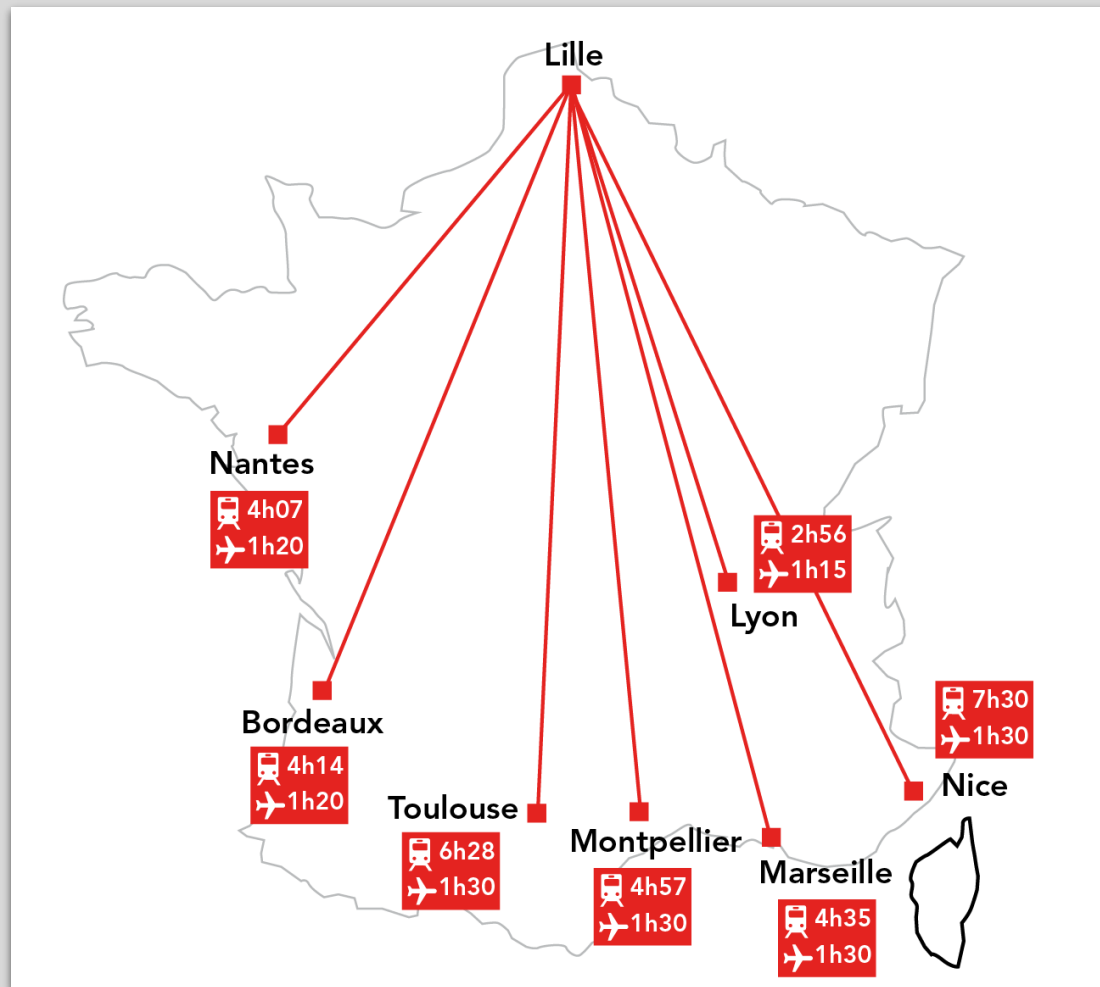 Lille
Nantes
4h07
1h20
2h56
1h15
Lyon
Bordeaux
4h14
1h20
7h30
1h30
Nice
Toulouse
6h28
1h30
Montpellier
4h57
1h30
Marseille
4h35
1h30